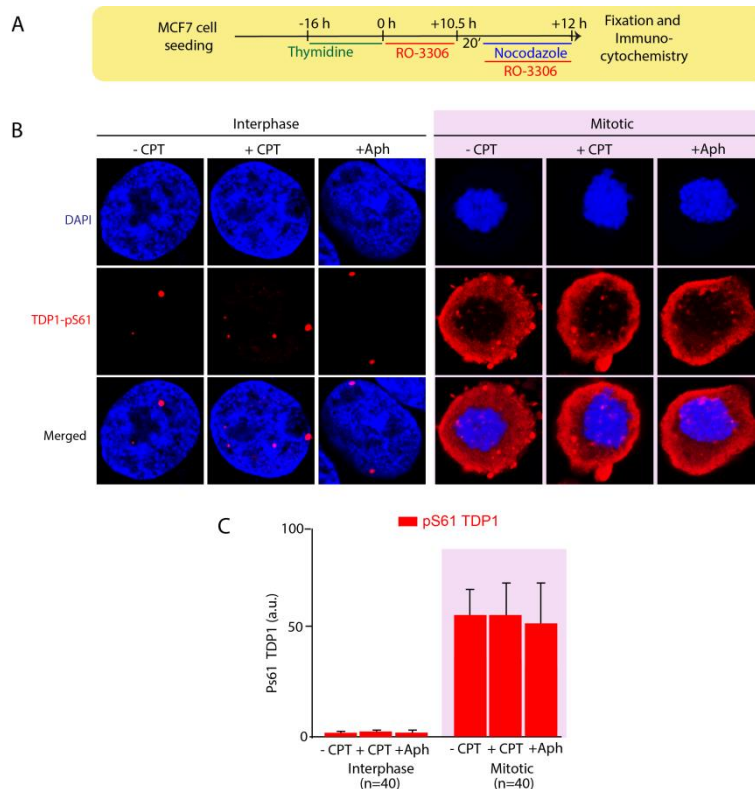 A
MCF7 cell
seeding
-16 h
0 h
+10.5 h
+12 h
Thymidine
RO-3306
20'
Nocodazole
RO-3306
Fixation and
Immuno-
cytochemistry
B
Interphase
Mitotic
- CPT
+ CPT
+Aph
- CPT
+ CPT
+Aph
DAPI
TDP1-pS61
Merged
C
pS61 TDP1
100
50
0
Ps61 TDP1 (a.u.)
- CPT + CPT +Aph
- CPT + CPT +Aph
Interphase
(n=40)
Mitotic
(n=40)